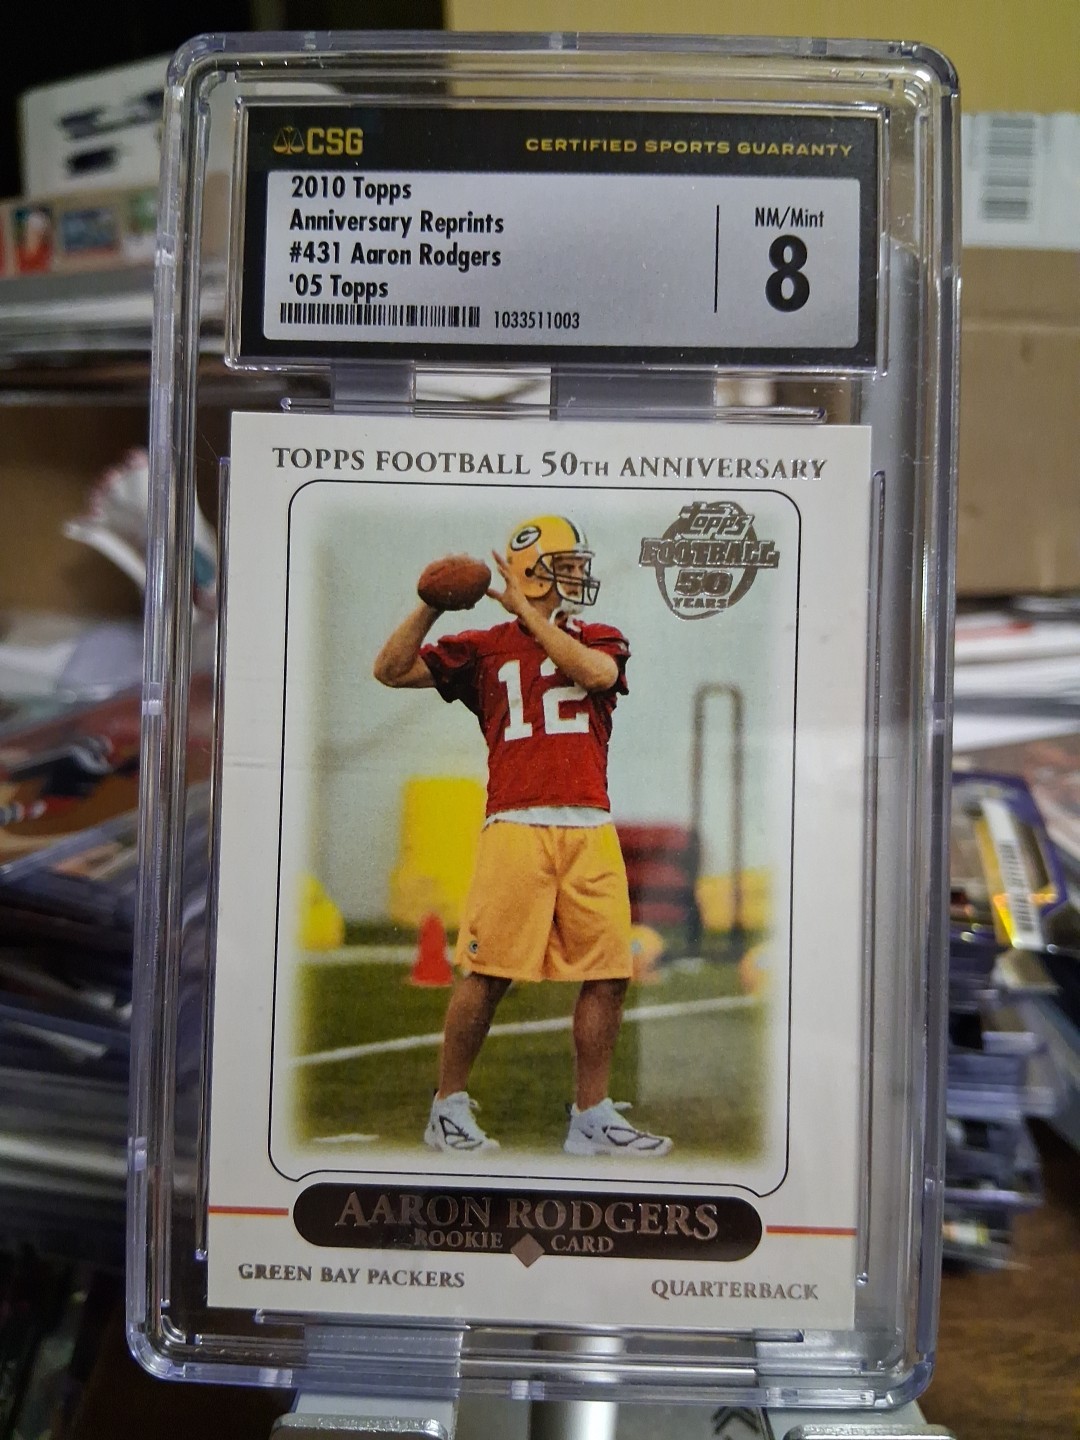 CSG CERTIFIED SPORTS GUARANTY
2010 Topps
Anniversary Reprints
#431 Aaron Rodgers
'05 Topps
1033511003
NM/Mint
8
TOPPS FOOTBALL 50TH ANNIVERSARY
Topps
FOOTBALL
50
YEARS
G
12
AARON RODGERS
ROOKIE CARD
GREEN BAY PACKERS QUARTERBACK